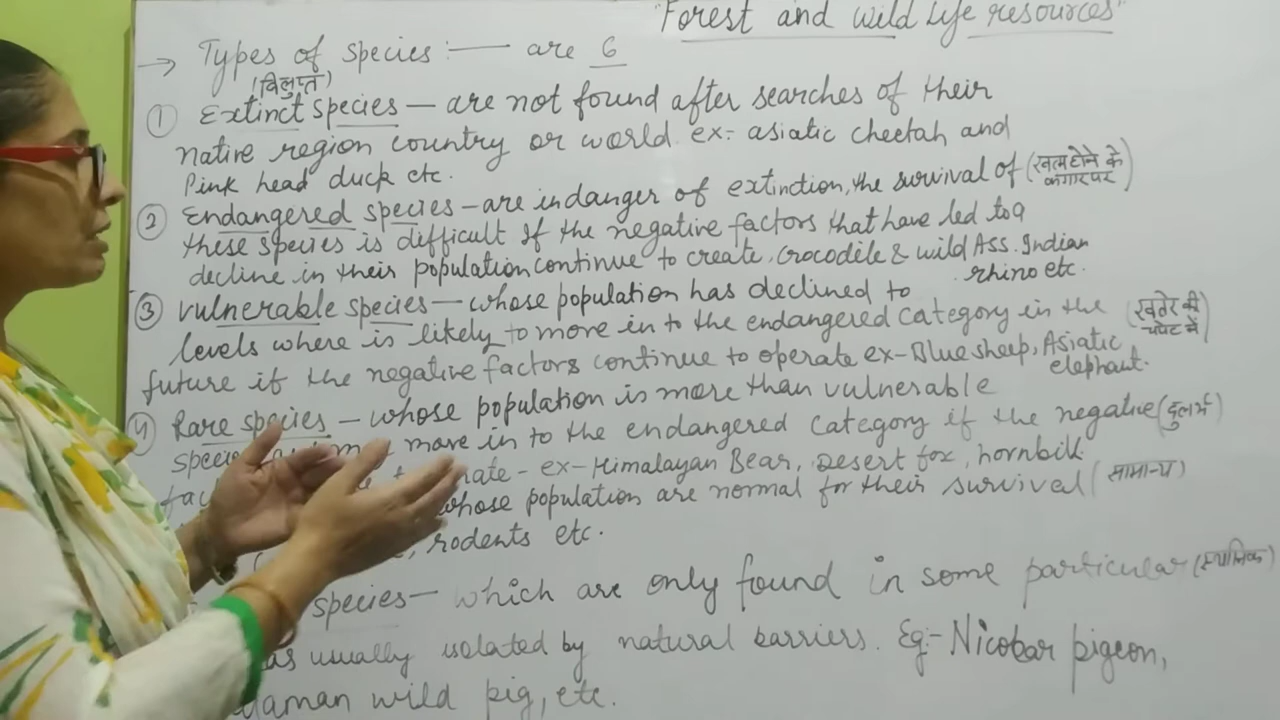 "Forest and wild life resources"
→ Types of species :— are 6
(विलुप्त)
① Extinct species — are not found after searches of their
native region country or world. ex:- asiatic cheetah and
Pink head duck etc.
② Endangered species — are in danger of extinction, the survival of (खत्म होने के
कगार पर)
these species is difficult if the negative factors that have led to a
decline in their population continue to create. Crocodile & wild Ass. Indian
rhino etc.
③ vulnerable species — whose population has declined to
levels where is likely to move in to the endangered category in the (खतरे की
चपेट में)
future if the negative factors continue to operate ex- Blue sheep, Asiatic
elephant.
④ Rare species — whose population is more than vulnerable
move in to the endangered category if the negative (दुर्लभ)
ex- Himalayan Bear, Desert fox, hornbill
whose population are normal for their survival (सामान्य)
rodents etc.
species — which are only found in some particular
as usually isolated by natural barriers. Eg:- Nicobar pigeon,
wild pig, etc.